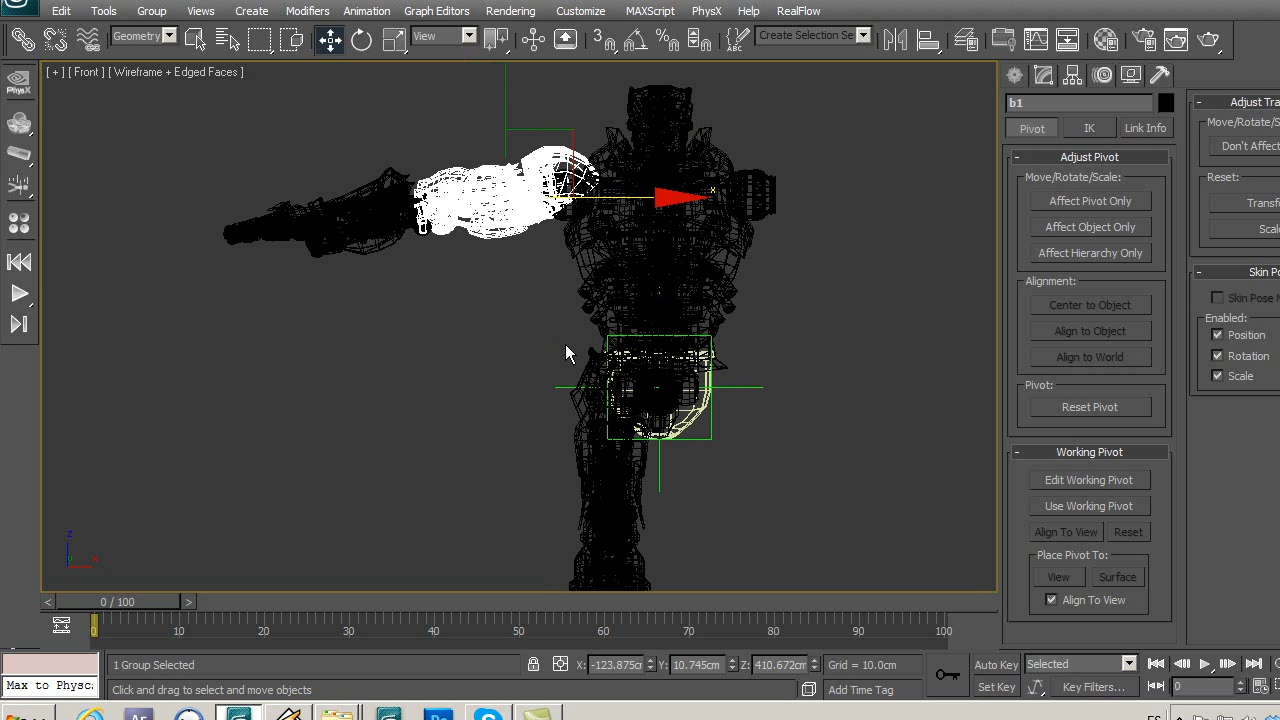 Edit Tools Group Views Create Modifiers Animation Graph Editors Rendering Customize MAXScript PhysX Help RealFlow
Geometry View 3 % ABC Create Selection Se
[ + ] [ Front ] [ Wireframe + Edged Faces ]
PhysX
b1
Adjust Tra
Pivot IK Link Info
Move/Rotate/S
Don't Affect
Adjust Pivot
Move/Rotate/Scale:
Reset:
Affect Pivot Only
Transf
Affect Object Only
Scale
Affect Hierarchy Only
Skin Po
Alignment:
Skin Pose M
Center to Object
Enabled:
Align to Object
Position
Align to World
Rotation
Scale
Pivot:
Reset Pivot
Working Pivot
Edit Working Pivot
Use Working Pivot
Align To View Reset
Place Pivot To:
View Surface
Align To View
x
z
x
< 0 / 100 >
0 10 20 30 40 50 60 70 80 90 100
1 Group Selected X: -123.875cm Y: 10.745cm Z: 410.672cm Grid = 10.0cm Auto Key Selected
Max to Physc: Click and drag to select and move objects Add Time Tag Set Key Key Filters... 0